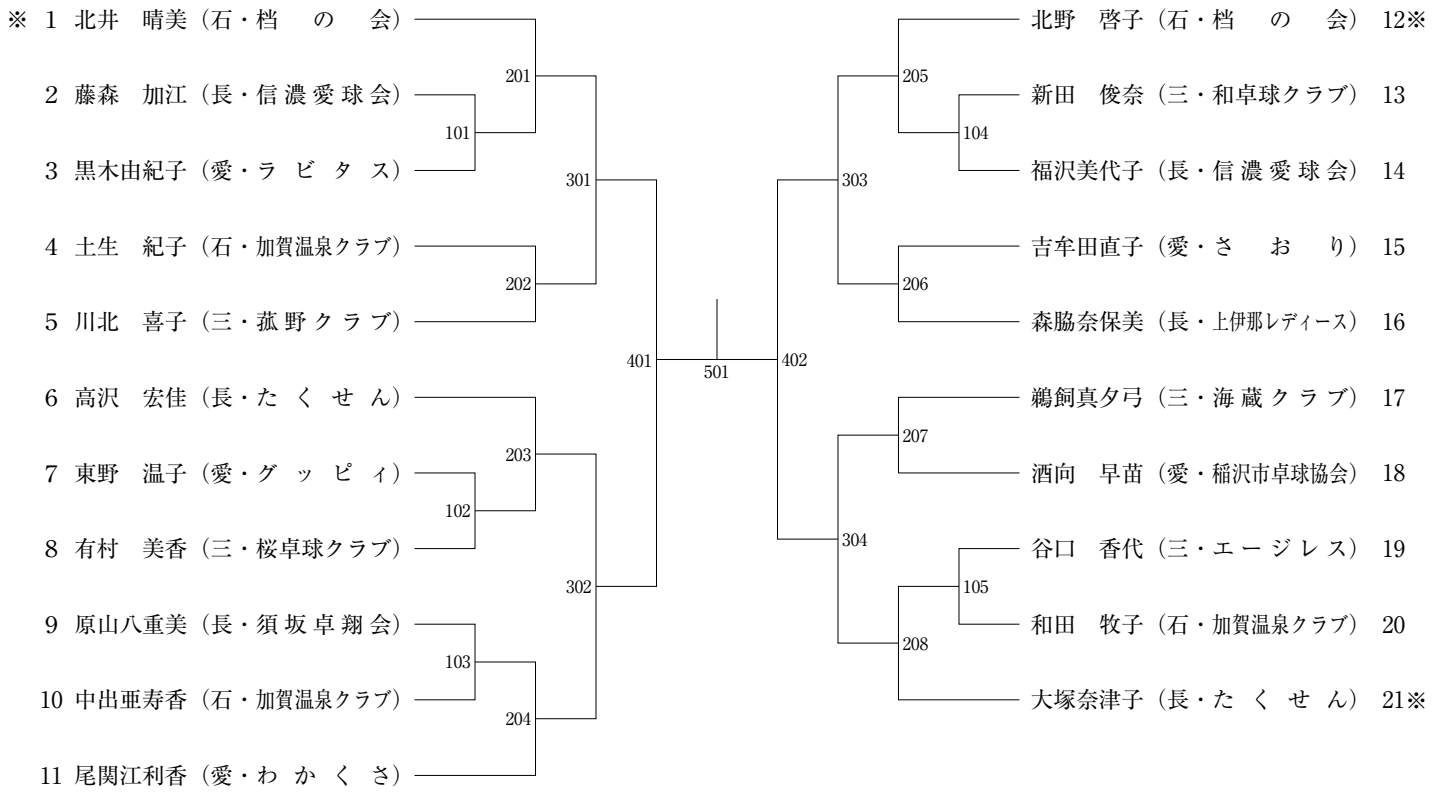 ※ 1 北井 晴美（石・档の会）
201
2 藤森 加江（長・信濃愛球会）
101
3 黒木由紀子（愛・ラビタス）
301
4 土生 紀子（石・加賀温泉クラブ）
202
5 川北 喜子（三・菰野クラブ）
401
6 高沢 宏佳（長・たくせん）
203
7 東野 温子（愛・グッピィ）
102
8 有村 美香（三・桜卓球クラブ）
302
9 原山八重美（長・須坂卓翔会）
103
10 中出亜寿香（石・加賀温泉クラブ）
204
11 尾関江利香（愛・わかくさ）
501
北野 啓子（石・档の会） 12※
205
新田 俊奈（三・和卓球クラブ） 13
104
福沢美代子（長・信濃愛球会） 14
303
吉牟田直子（愛・さおり） 15
206
森脇奈保美（長・上伊那レディース） 16
402
鵜飼真夕弓（三・海蔵クラブ） 17
207
酒向 早苗（愛・稲沢市卓球協会） 18
304
谷口 香代（三・エージレス） 19
105
和田 牧子（石・加賀温泉クラブ） 20
208
大塚奈津子（長・たくせん） 21※